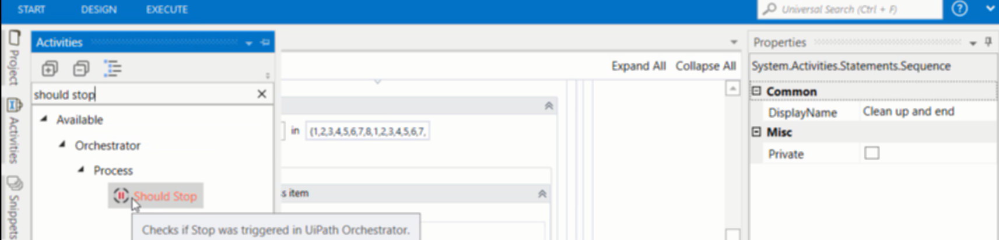 START DESIGN EXECUTE
Universal Search (Ctrl + F)
Project
Activities
Snippets
Activities
should stop
Available
Orchestrator
Process
Should Stop
Checks if Stop was triggered in UiPath Orchestrator.
Expand All Collapse All
in {1,2,3,4,5,6,7,8,1,2,3,4,5,6,7,
s item
Properties
System.Activities.Statements.Sequence
Common
DisplayName Clean up and end
Misc
Private